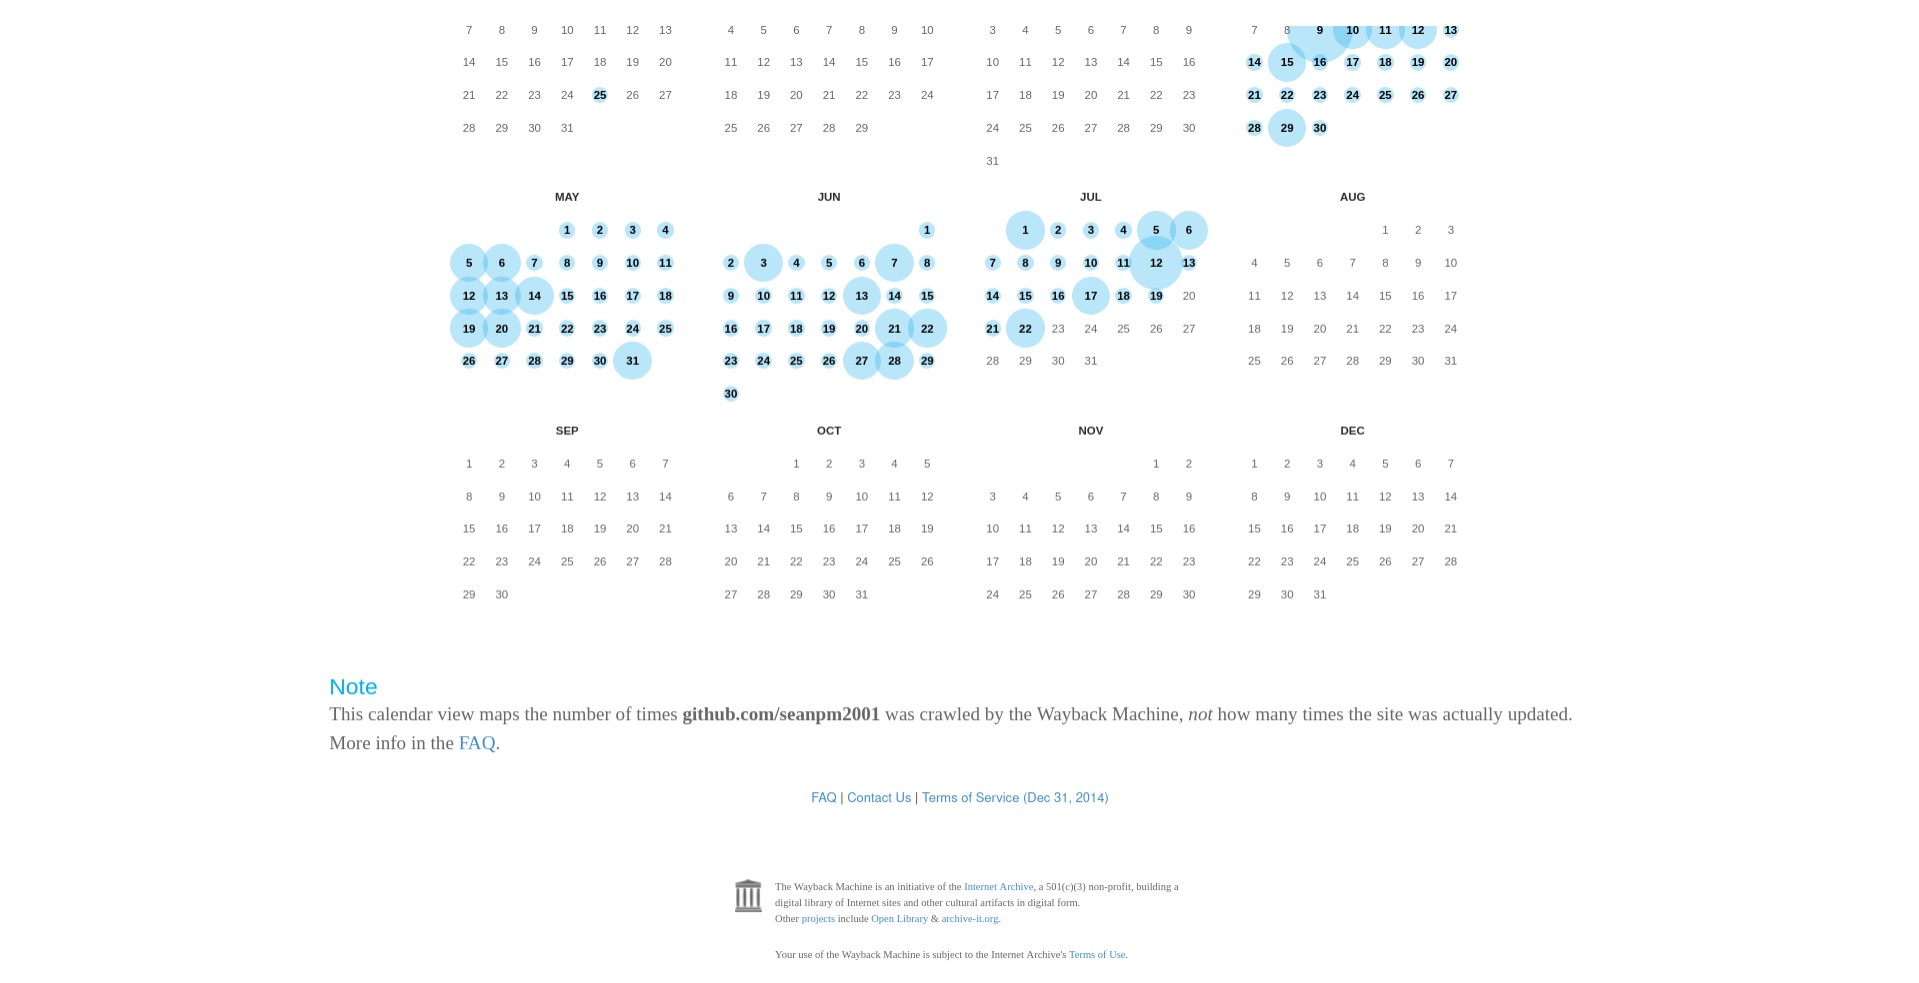 7 8 9 10 11 12 13
14 15 16 17 18 19 20
21 22 23 24 25 26 27
28 29 30 31
4 5 6 7 8 9 10
11 12 13 14 15 16 17
18 19 20 21 22 23 24
25 26 27 28 29
3 4 5 6 7 8 9
10 11 12 13 14 15 16
17 18 19 20 21 22 23
24 25 26 27 28 29 30
31
7 8 9 10 11 12 13
14 15 16 17 18 19 20
21 22 23 24 25 26 27
28 29 30
MAY
1 2 3 4
5 6 7 8 9 10 11
12 13 14 15 16 17 18
19 20 21 22 23 24 25
26 27 28 29 30 31
JUN
1
2 3 4 5 6 7 8
9 10 11 12 13 14 15
16 17 18 19 20 21 22
23 24 25 26 27 28 29
30
JUL
1 2 3 4 5 6
7 8 9 10 11 12 13
14 15 16 17 18 19 20
21 22 23 24 25 26 27
28 29 30 31
AUG
1 2 3
4 5 6 7 8 9 10
11 12 13 14 15 16 17
18 19 20 21 22 23 24
25 26 27 28 29 30 31
SEP
1 2 3 4 5 6 7
8 9 10 11 12 13 14
15 16 17 18 19 20 21
22 23 24 25 26 27 28
29 30
OCT
1 2 3 4 5
6 7 8 9 10 11 12
13 14 15 16 17 18 19
20 21 22 23 24 25 26
27 28 29 30 31
NOV
1 2
3 4 5 6 7 8 9
10 11 12 13 14 15 16
17 18 19 20 21 22 23
24 25 26 27 28 29 30
DEC
1 2 3 4 5 6 7
8 9 10 11 12 13 14
15 16 17 18 19 20 21
22 23 24 25 26 27 28
29 30 31
Note
This calendar view maps the number of times github.com/seanpm2001 was crawled by the Wayback Machine, not how many times the site was actually updated.
More info in the FAQ.
FAQ | Contact Us | Terms of Service (Dec 31, 2014)
The Wayback Machine is an initiative of the Internet Archive, a 501(c)(3) non-profit, building a
digital library of Internet sites and other cultural artifacts in digital form.
Other projects include Open Library & archive-it.org.
Your use of the Wayback Machine is subject to the Internet Archive's Terms of Use.